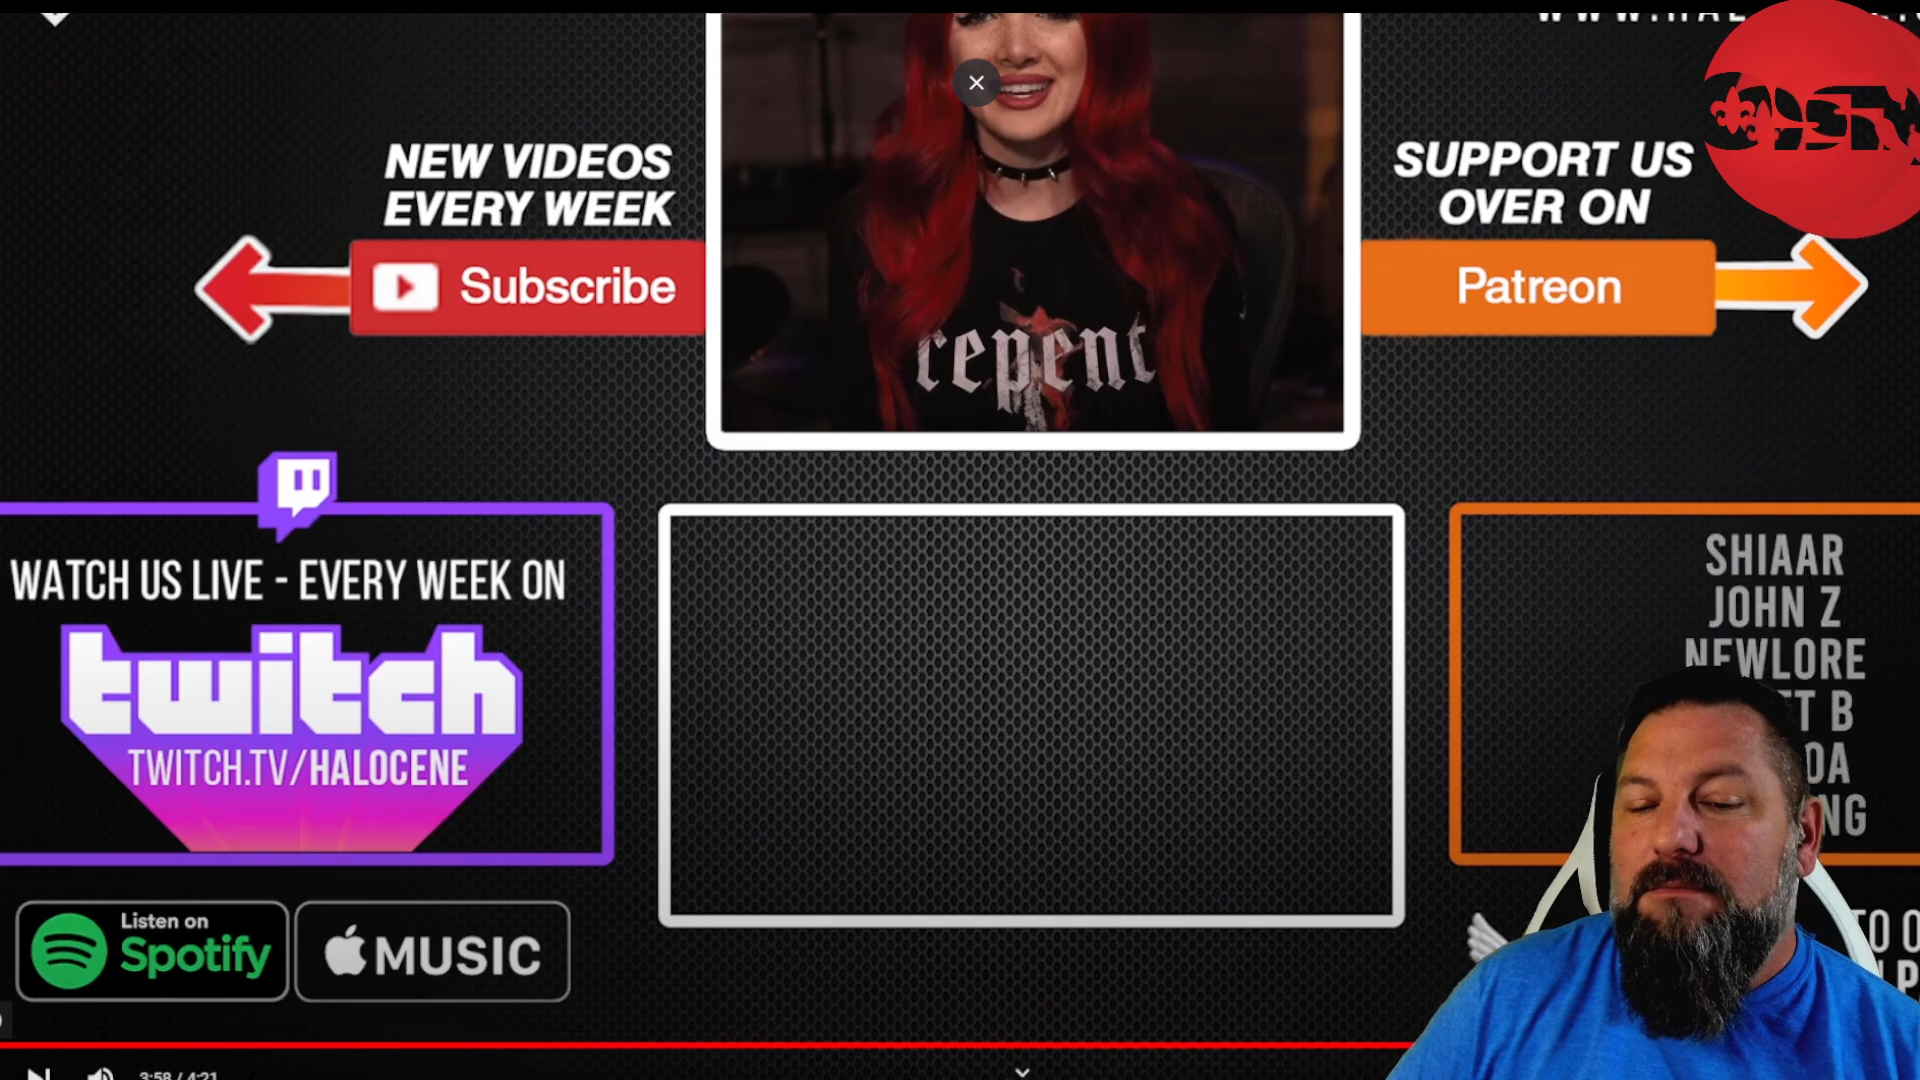 NEW VIDEOS
EVERY WEEK
Subscribe
SUPPORT US
OVER ON
Patreon
repent
WATCH US LIVE - EVERY WEEK ON
twitch
TWITCH.TV/HALOCENE
SHIAAR
JOHN Z
NEWLORE
Listen on
Spotify
MUSIC
3:58 / 4:21